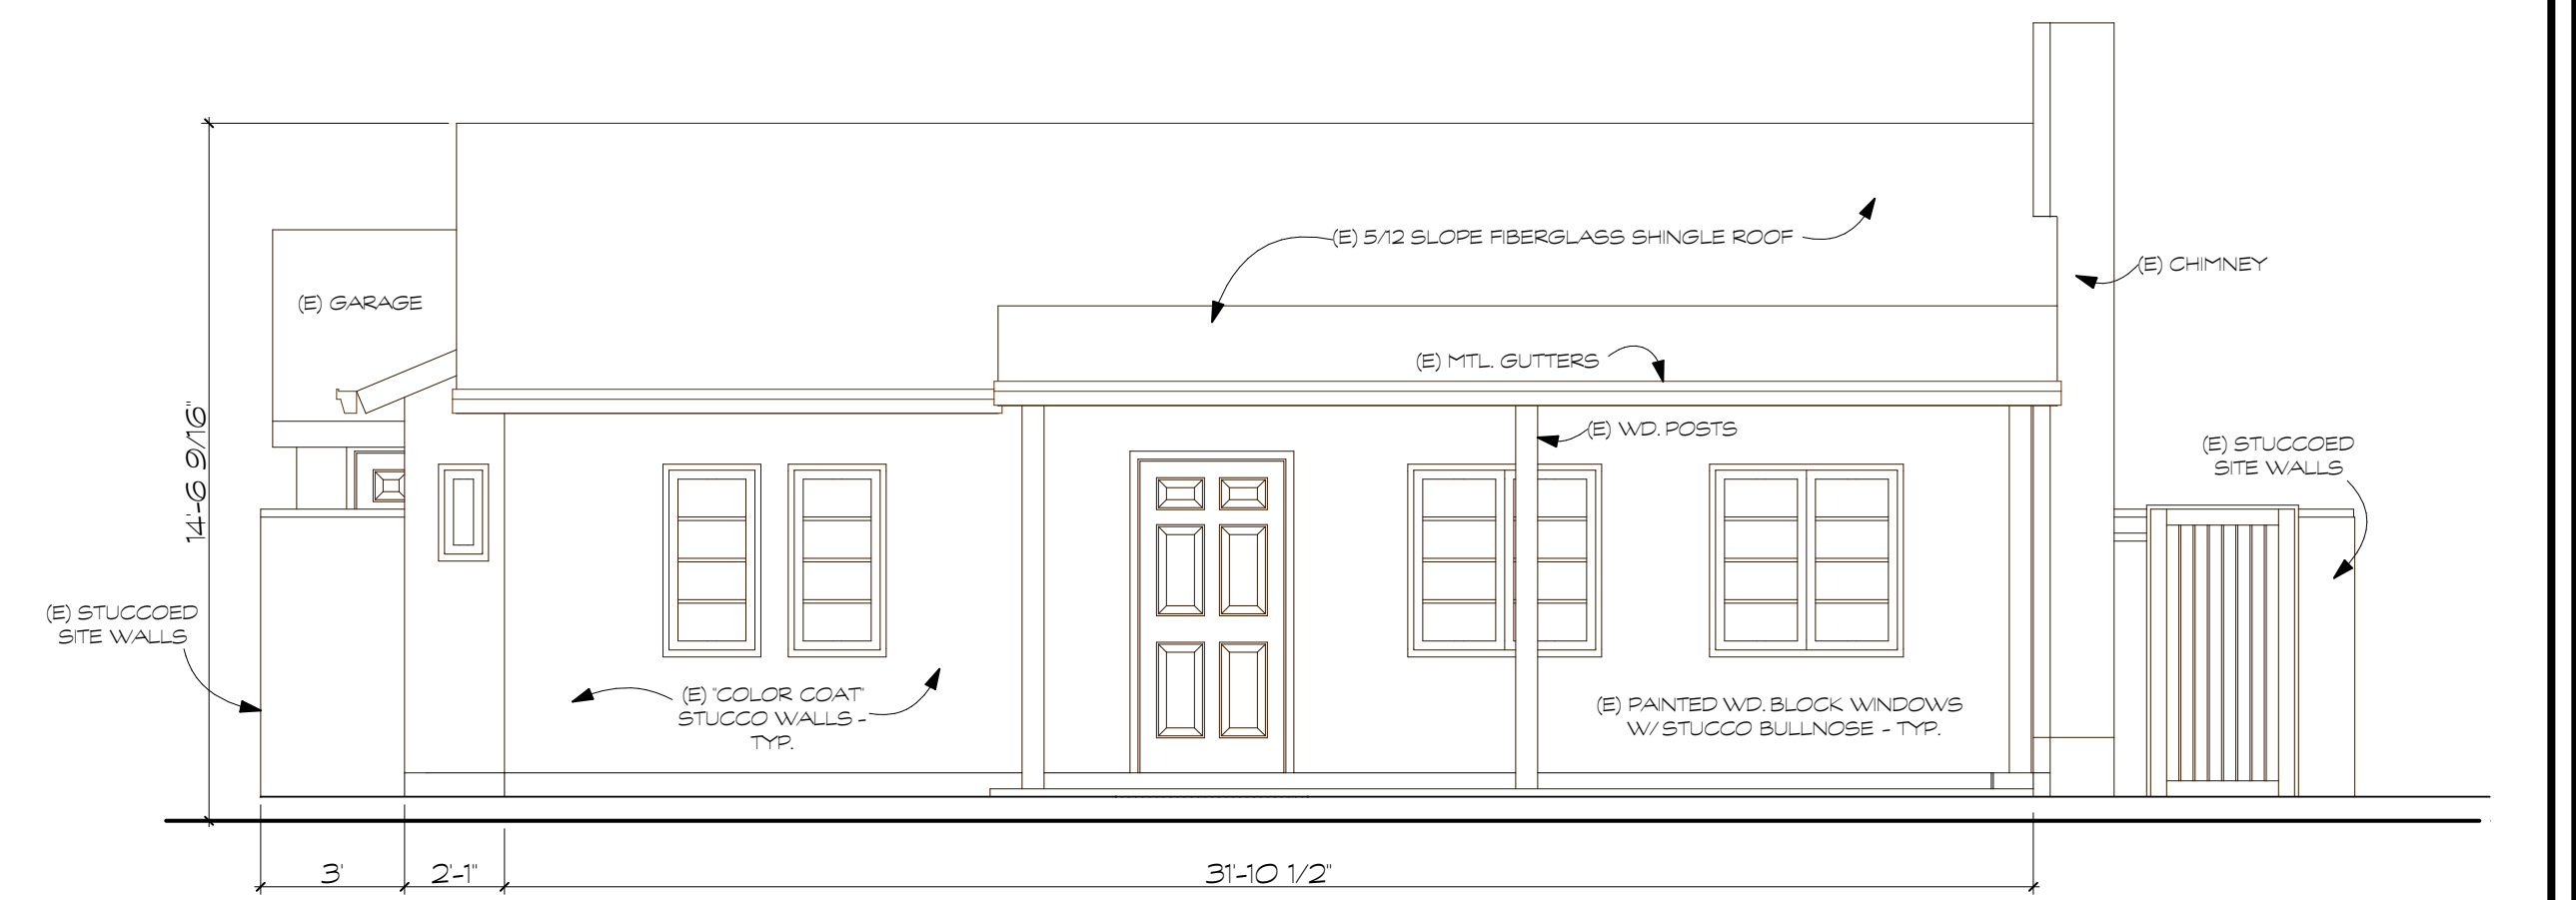 (E) 5/12 SLOPE FIBERGLASS SHINGLE ROOF
(E) CHIMNEY
(E) GARAGE
(E) MTL. GUTTERS
14'-6 9/16"
(E) WD. POSTS
(E) STUCCOED
SITE WALLS
(E) STUCCOED
SITE WALLS
(E) "COLOR COAT"
STUCCO WALLS -
TYP.
(E) PAINTED WD. BLOCK WINDOWS
W/ STUCCO BULLNOSE - TYP.
3'
2'-1"
31'-10 1/2"